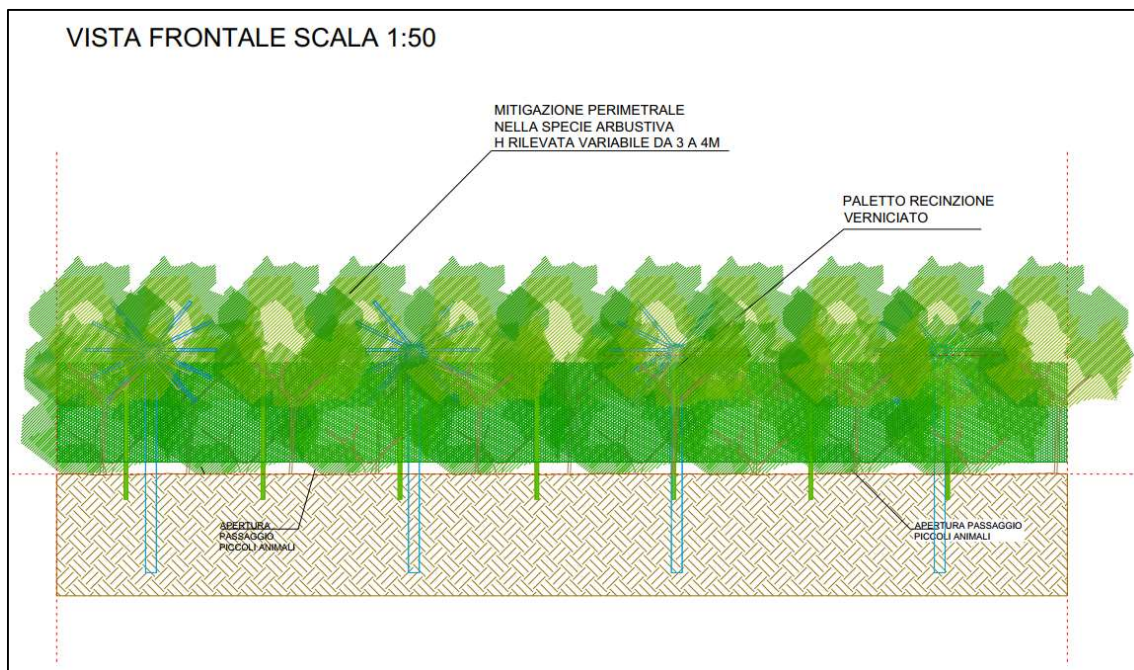 VISTA FRONTALE SCALA 1:50
MITIGAZIONE PERIMETRALE
NELLA SPECIE ARBUSTIVA
H RILEVATA VARIABILE DA 3 A 4M
PALETTO RECINZIONE
VERNICIATO
APERTURA
PASSAGGIO
PICCOLI ANIMALI
APERTURA PASSAGGIO
PICCOLI ANIMALI